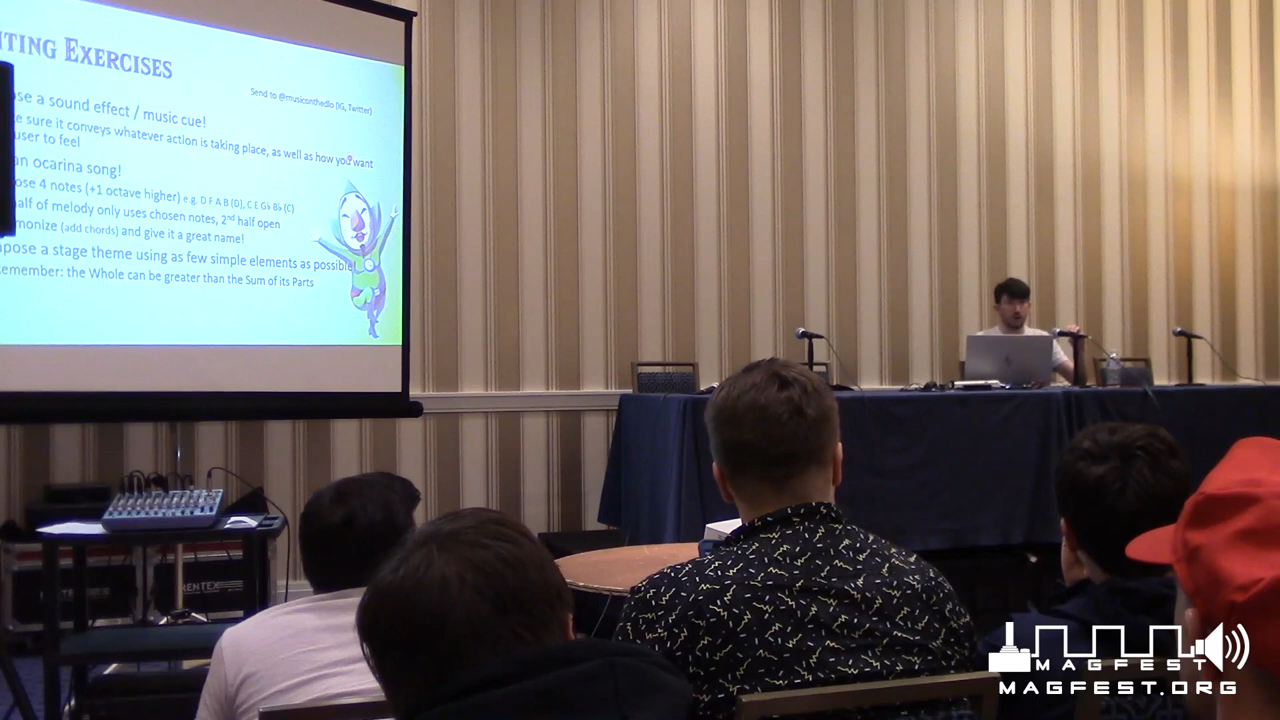 ITING EXERCISES
Send to @musiconthedlo (IG, Twitter)
se a sound effect / music cue!
e sure it conveys whatever action is taking place, as well as how you want
user to feel
an ocarina song!
ose 4 notes (+1 octave higher) e.g. D F A B (D), C E G♭ B♭ (C)
half of melody only uses chosen notes, 2nd half open
monize (add chords) and give it a great name!
pose a stage theme using as few simple elements as possible!
emember: the Whole can be greater than the Sum of its Parts
RENTEX
MAGFEST
MAGFEST.ORG